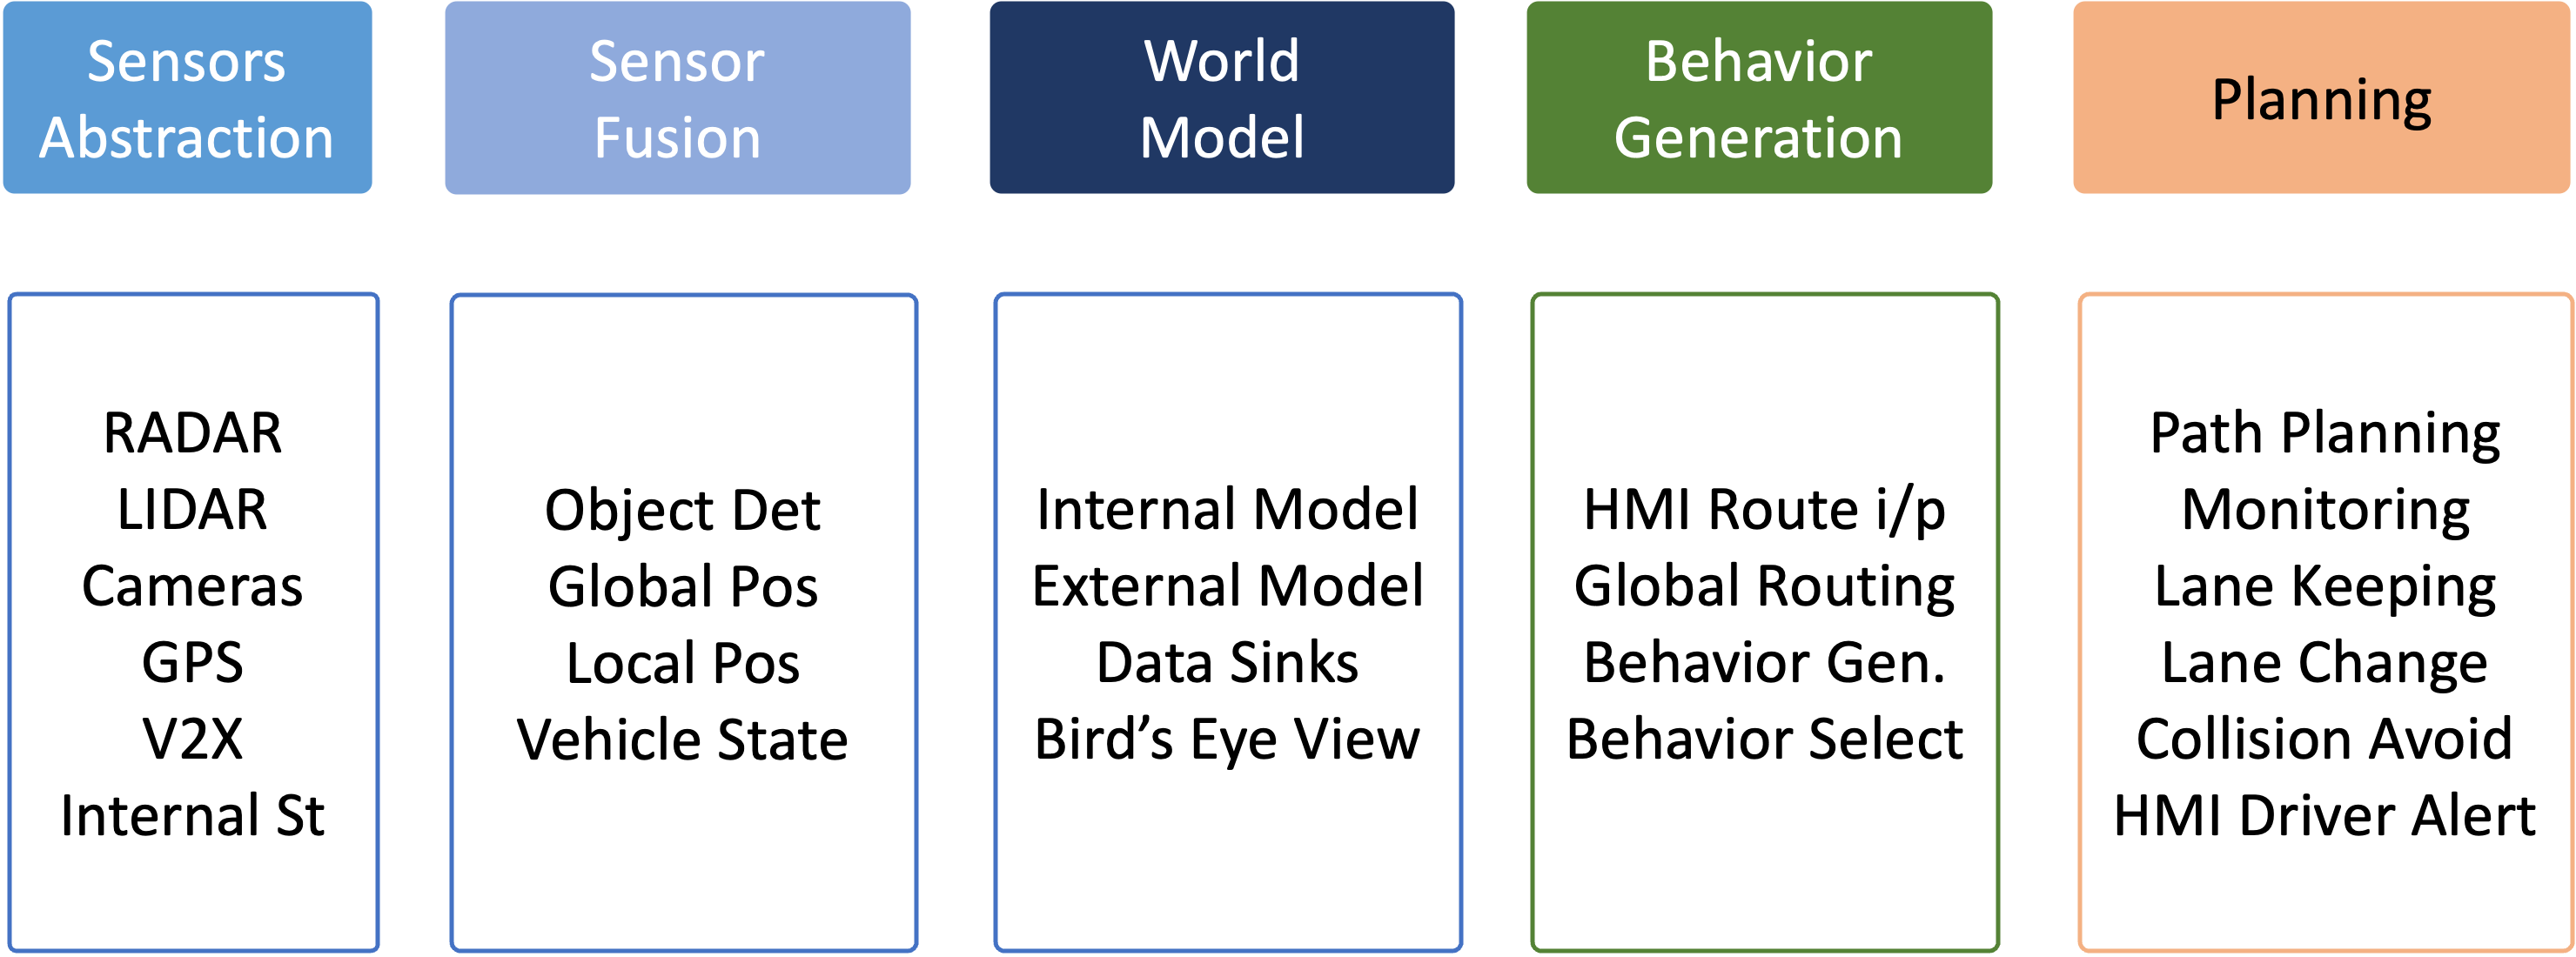 Sensors
Abstraction
Sensor
Fusion
World
Model
Behavior
Generation
Planning
RADAR
LIDAR
Cameras
GPS
V2X
Internal St
Object Det
Global Pos
Local Pos
Vehicle State
Internal Model
External Model
Data Sinks
Bird’s Eye View
HMI Route i/p
Global Routing
Behavior Gen.
Behavior Select
Path Planning
Monitoring
Lane Keeping
Lane Change
Collision Avoid
HMI Driver Alert